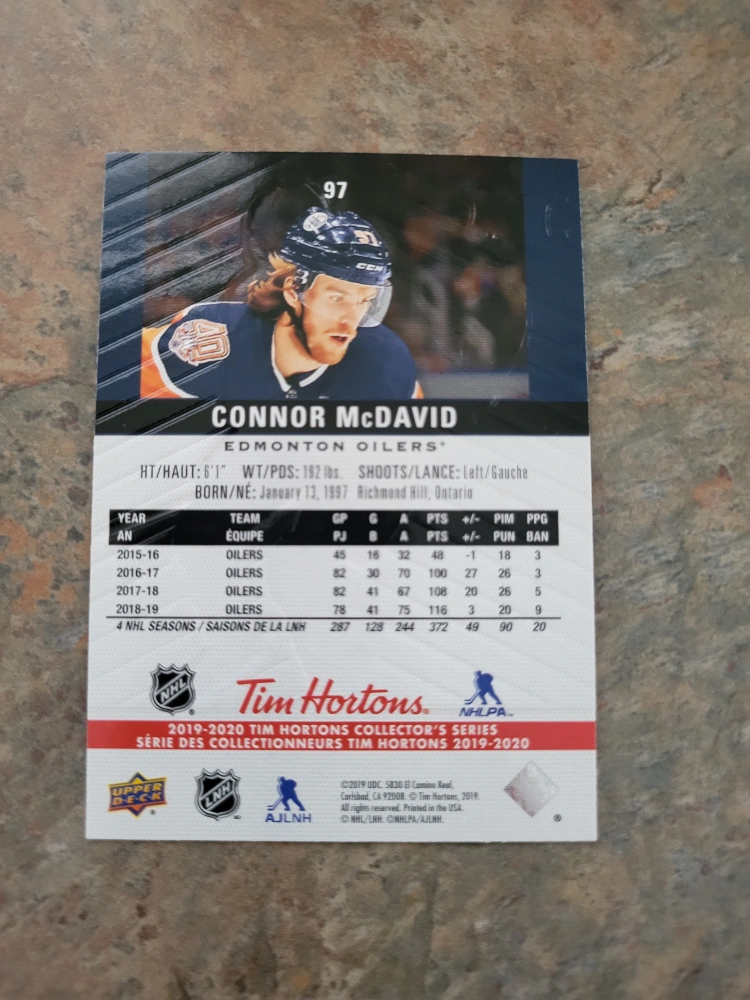 97
97
CCM
40
CONNOR McDAVID
EDMONTON OILERS®
HT/HAUT: 6'1" WT/PDS: 192 lbs. SHOOTS/LANCE: Left/Gauche
BORN/NÉ: January 13, 1997 Richmond Hill, Ontario
YEAR TEAM GP G A PTS +/- PIM PPG
AN ÉQUIPE PJ B A PTS +/- PUN BAN
2015-16 OILERS 45 16 32 48 -1 18 3
2016-17 OILERS 82 30 70 100 27 26 3
2017-18 OILERS 82 41 67 108 20 26 5
2018-19 OILERS 78 41 75 116 3 20 9
4 NHL SEASONS / SAISONS DE LA LNH 287 128 244 372 49 90 20
NHL ® Tim Hortons® NHLPA™
2019-2020 TIM HORTONS COLLECTOR'S SERIES
SÉRIE DES COLLECTIONNEURS TIM HORTONS 2019-2020
UPPER
DECK ®
LNH
AJLNH
©2019 UDC. 5830 El Camino Real,
Carlsbad, CA 92008. © Tim Hortons, 2019.
All rights reserved. Printed in the USA.
© NHL/LNH. ©NHLPA/AJLNH.
®